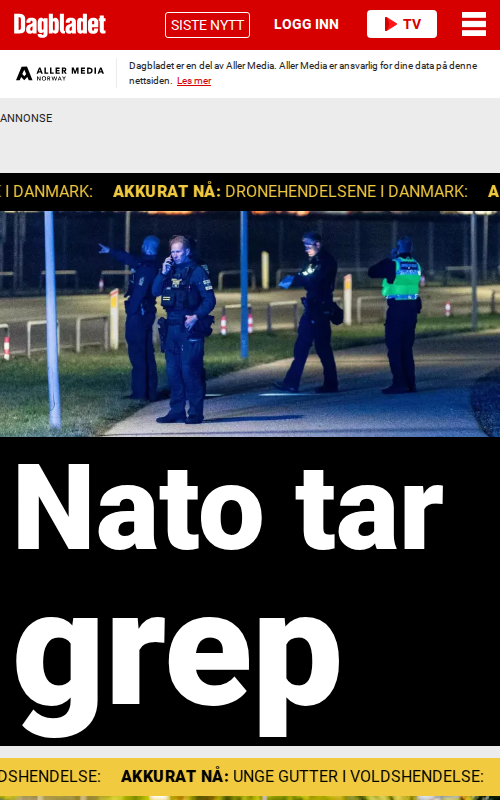 Dagbladet
SISTE NYTT
LOGG INN
TV
ALLER MEDIA
NORWAY
Dagbladet er en del av Aller Media. Aller Media er ansvarlig for dine data på denne
nettsiden. Les mer
ANNONSE
E I DANMARK: AKKURAT NÅ: DRONEHENDELSENE I DANMARK: A
Nato tar
grep
DSHENDELSE: AKKURAT NÅ: UNGE GUTTER I VOLDSHENDELSE: